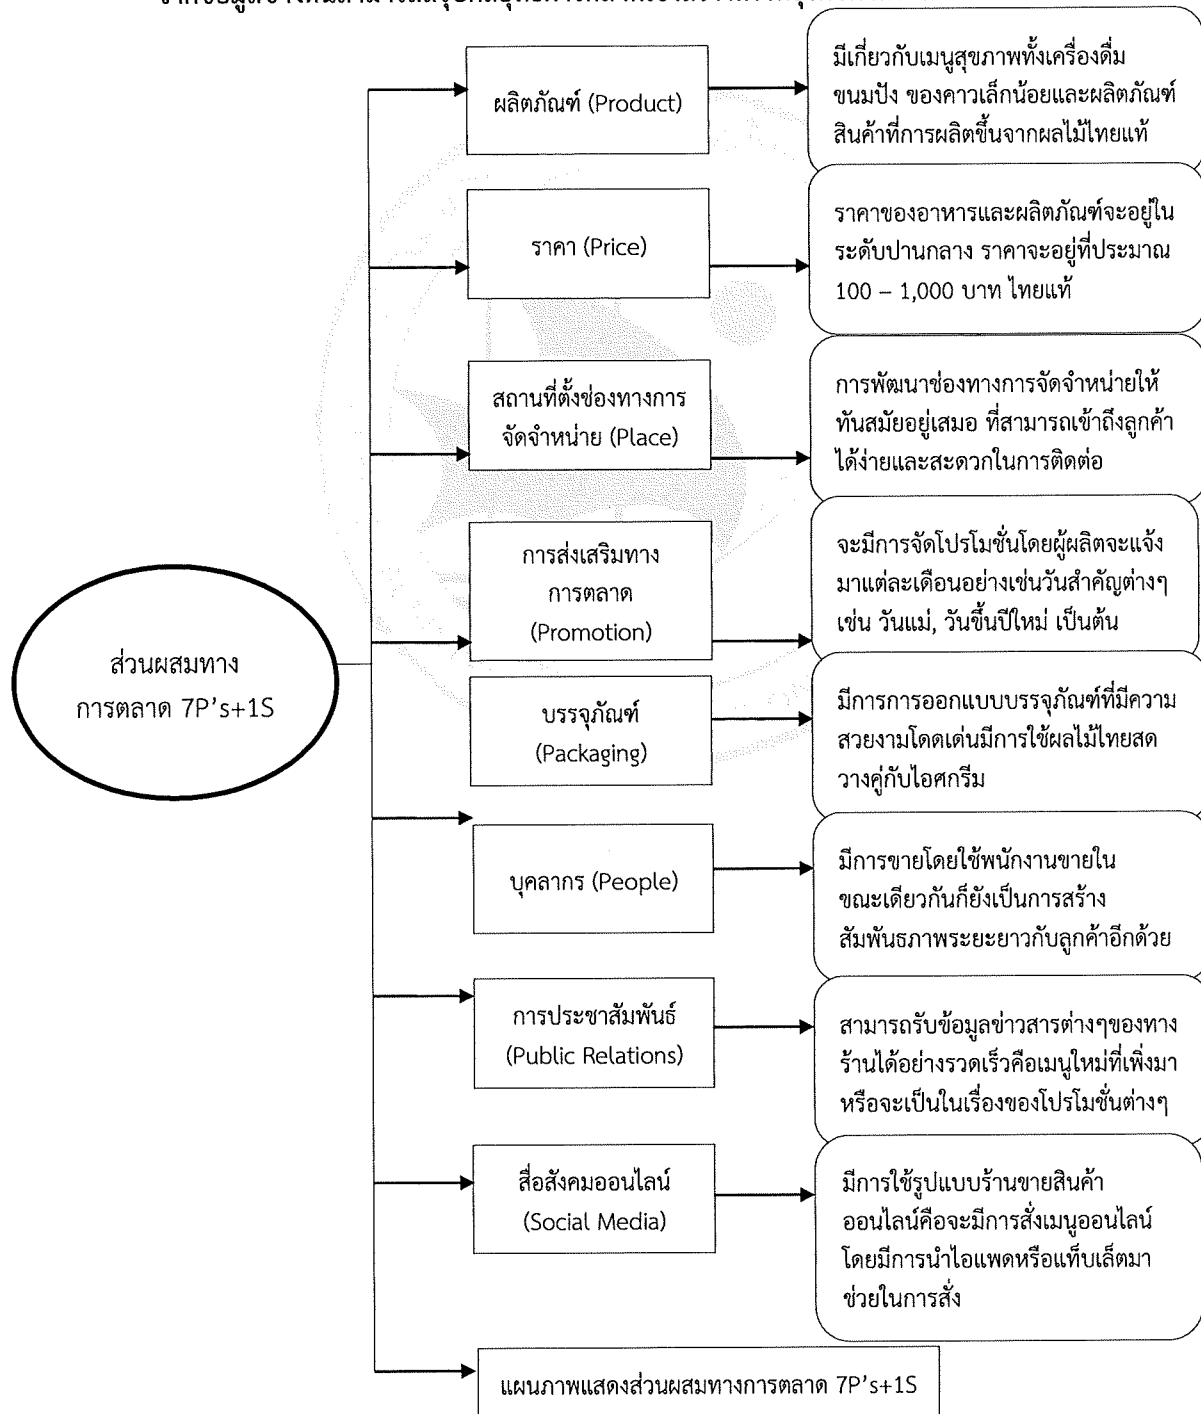 ส่วนผสมทาง
การตลาด 7P's+1S
ผลิตภัณฑ์ (Product)
มีเกี่ยวกับเมนูสุขภาพทั้งเครื่องดื่ม
ขนมปัง ของคาวเล็กน้อยและผลิตภัณฑ์
สินค้าที่การผลิตขึ้นจากผลไม้ไทยแท้
ราคา (Price)
ราคาของอาหารและผลิตภัณฑ์จะอยู่ใน
ระดับปานกลาง ราคาจะอยู่ที่ประมาณ
100 – 1,000 บาท ไทยแท้
สถานที่ตั้งช่องทางการ
จัดจำหน่าย (Place)
การพัฒนาช่องทางการจัดจำหน่ายให้
ทันสมัยอยู่เสมอ ที่สามารถเข้าถึงลูกค้า
ได้ง่ายและสะดวกในการติดต่อ
การส่งเสริมทาง
การตลาด
(Promotion)
จะมีการจัดโปรโมชั่นโดยผู้ผลิตจะแจ้ง
มาแต่ละเดือนอย่างเช่นวันสำคัญต่างๆ
เช่น วันแม่, วันขึ้นปีใหม่ เป็นต้น
บรรจุภัณฑ์
(Packaging)
มีการการออกแบบบรรจุภัณฑ์ที่มีความ
สวยงามโดดเด่นมีการใช้ผลไม้ไทยสด
วางคู่กับไอศกรีม
บุคลากร (People)
มีการขายโดยใช้พนักงานขายใน
ขณะเดียวกันก็ยังเป็นการสร้าง
สัมพันธภาพระยะยาวกับลูกค้าอีกด้วย
การประชาสัมพันธ์
(Public Relations)
สามารถรับข้อมูลข่าวสารต่างๆของทาง
ร้านได้อย่างรวดเร็วคือเมนูใหม่ที่เพิ่งมา
หรือจะเป็นในเรื่องของโปรโมชั่นต่างๆ
สื่อสังคมออนไลน์
(Social Media)
มีการใช้รูปแบบร้านขายสินค้า
ออนไลน์คือจะมีการสั่งเมนูออนไลน์
โดยมีการนำไอแพดหรือแท็บเล็ตมา
ช่วยในการสั่ง
แผนภาพแสดงส่วนผสมทางการตลาด 7P's+1S